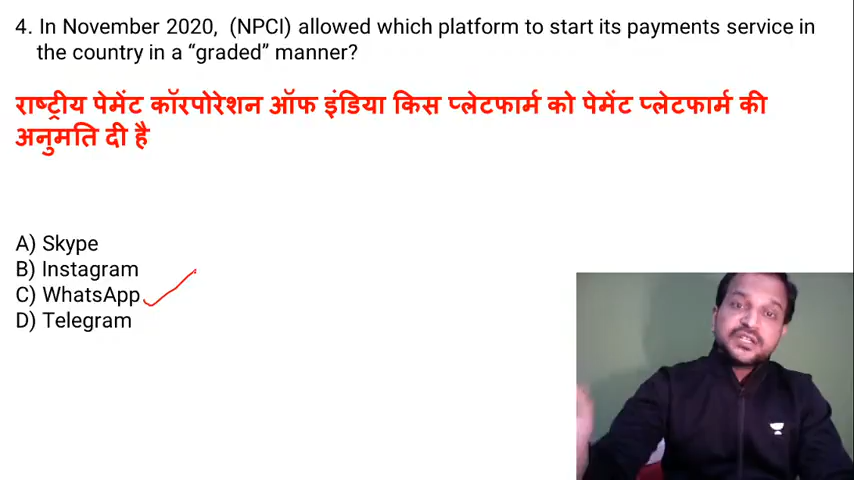 4. In November 2020, (NPCI) allowed which platform to start its payments service in
the country in a “graded” manner?
राष्ट्रीय पेमेंट कॉरपोरेशन ऑफ इंडिया किस प्लेटफार्म को पेमेंट प्लेटफार्म की
अनुमति दी है
A) Skype
B) Instagram
C) WhatsApp
D) Telegram